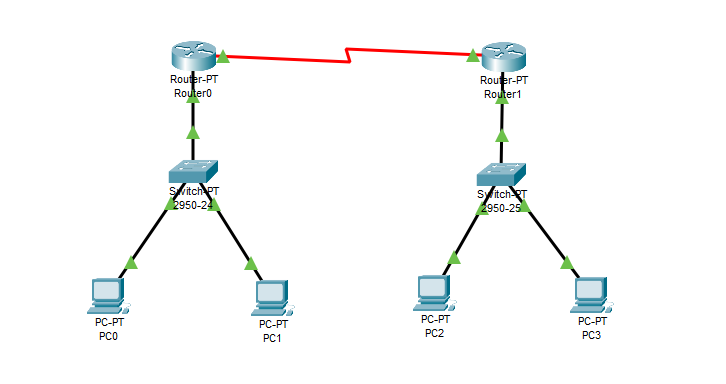 Router-PT
Router0
Router-PT
Router1
Switch-PT
2950-24
Switch-PT
2950-25
PC-PT
PC0
PC-PT
PC1
PC-PT
PC2
PC-PT
PC3